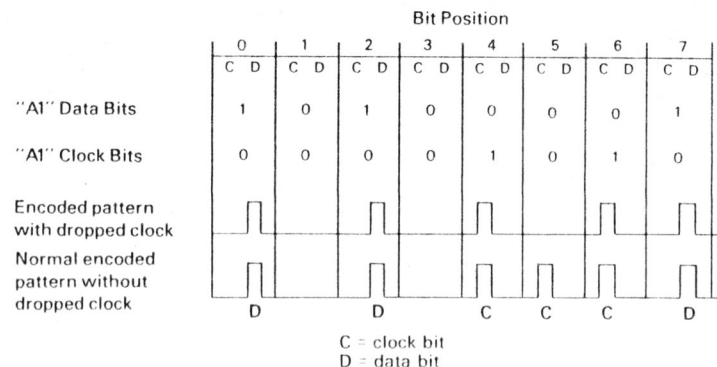 Bit Position
0 1 2 3 4 5 6 7
C D C D C D C D C D C D C D C D
"A1" Data Bits 1 0 1 0 0 0 0 1
"A1" Clock Bits 0 0 0 0 1 0 1 0
Encoded pattern
with dropped clock
Normal encoded
pattern without
dropped clock
D D C C C D
C = clock bit
D = data bit